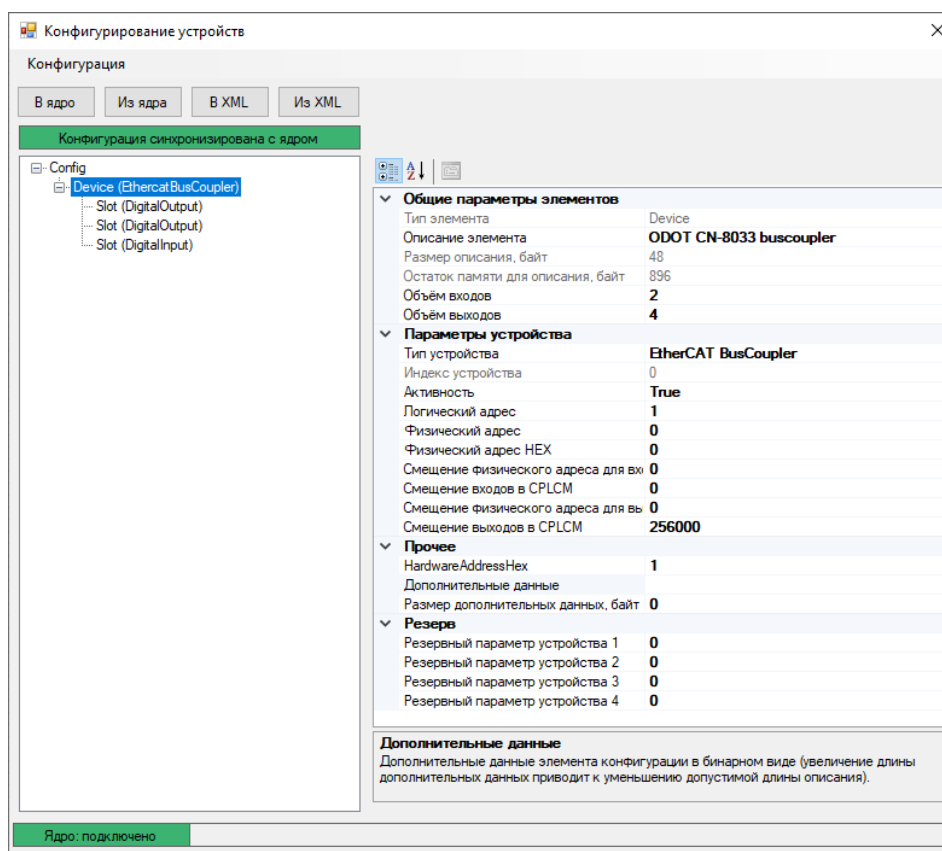 Конфигурирование устройств
Конфигурация
В ядро Из ядра В XML Из XML
Конфигурация синхронизирована с ядром
Config
Device (EthercatBusCoupler)
Slot (DigitalOutput)
Slot (DigitalOutput)
Slot (DigitalInput)
Общие параметры элементов
Тип элемента Device
Описание элемента ODOT CN-8033 buscoupler
Размер описания, байт 48
Остаток памяти для описания, байт 896
Объём входов 2
Объём выходов 4
Параметры устройства
Тип устройства EtherCAT BusCoupler
Индекс устройства 0
Активность True
Логический адрес 1
Физический адрес 0
Физический адрес HEX 0
Смещение физического адреса для вхо 0
Смещение входов в CPLCM 0
Смещение физического адреса для вы 0
Смещение выходов в CPLCM 256000
Прочее
HardwareAddressHex 1
Дополнительные данные
Размер дополнительных данных, байт 0
Резерв
Резервный параметр устройства 1 0
Резервный параметр устройства 2 0
Резервный параметр устройства 3 0
Резервный параметр устройства 4 0
Дополнительные данные
Дополнительные данные элемента конфигурации в бинарном виде (увеличение длины
дополнительных данных приводит к уменьшению допустимой длины описания).
Ядро: подключено